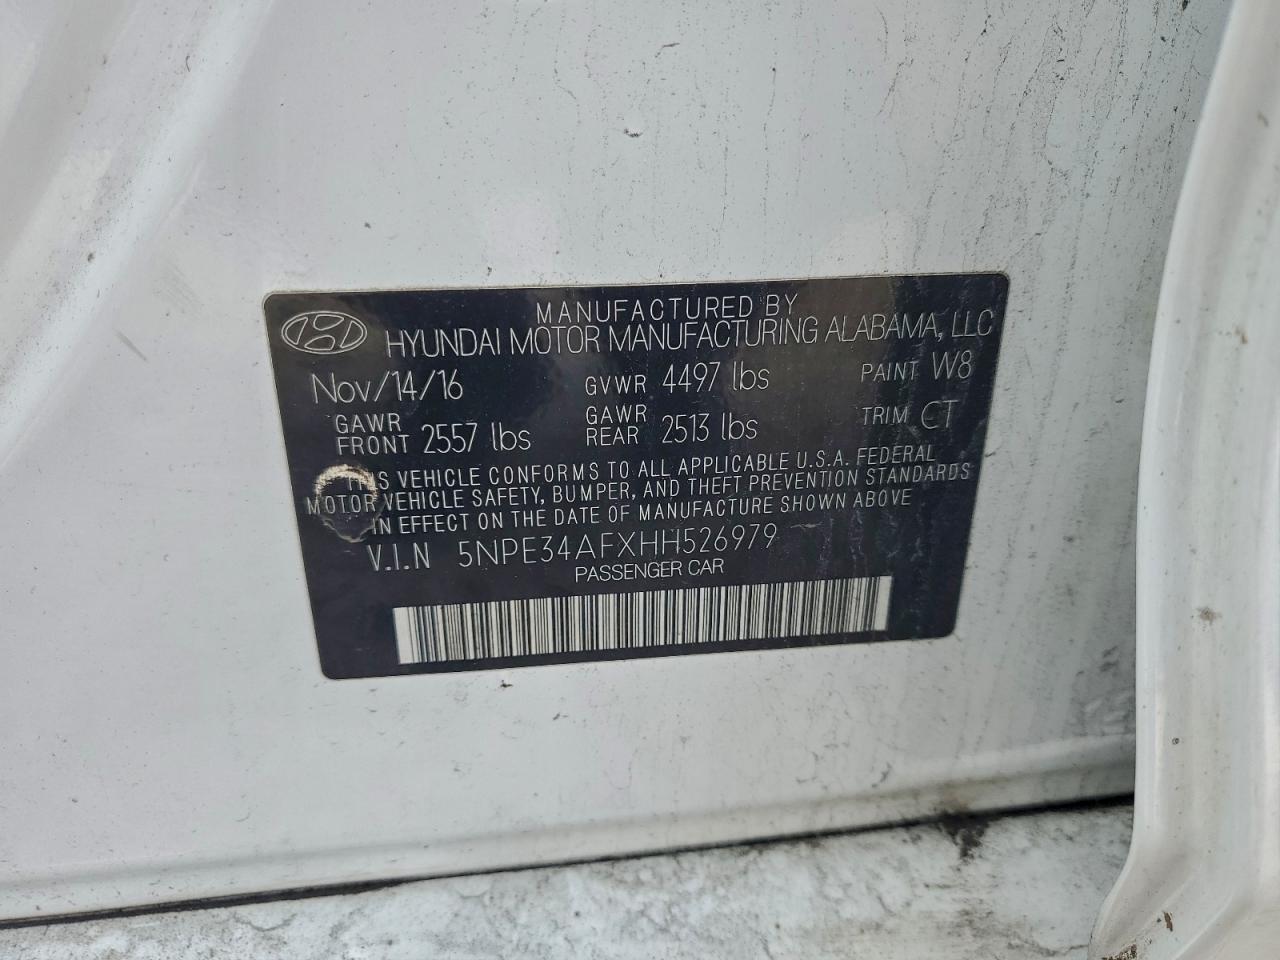 MANUFACTURED BY
HYUNDAI MOTOR MANUFACTURING ALABAMA, LLC
Nov/14/16 GVWR 4497 lbs PAINT W8
GAWR FRONT 2557 lbs GAWR REAR 2513 lbs TRIM CT
THIS VEHICLE CONFORMS TO ALL APPLICABLE U.S.A. FEDERAL
MOTOR VEHICLE SAFETY, BUMPER, AND THEFT PREVENTION STANDARDS
IN EFFECT ON THE DATE OF MANUFACTURE SHOWN ABOVE
V.I.N 5NPE34AFXHH526979
PASSENGER CAR